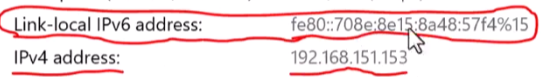 Link-local IPv6 address: fe80::708e:8e15:8a48:57f4%15
IPv4 address: 192.168.151.153